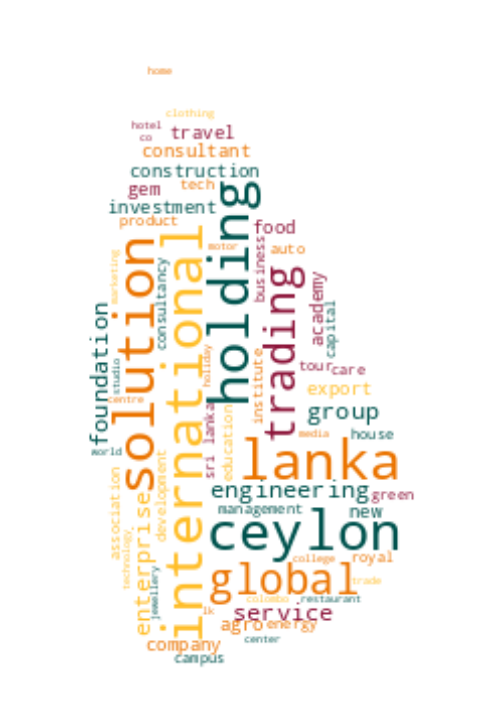 home
clothing
hotel
travel
co
consultant
construction
gem
tech
holding
investment
product
food
solution
international
motor
auto
business
marketing
consultancy
trading
academy
capital
foundation
studio
holiday
institute
tour
care
export
centre
sri lanka
education
group
media
house
world
lanka
association
development
engineering
green
enterprise
management
new
ceylon
technology
college
royal
global
trade
jewellery
colombo
restaurant
lk
service
agro
energy
center
company
campus